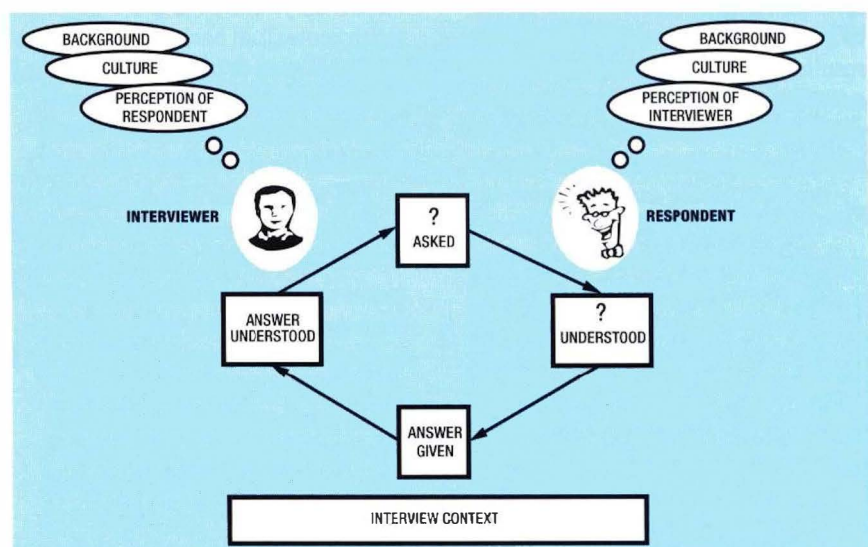 BACKGROUND
CULTURE
PERCEPTION OF
RESPONDENT
BACKGROUND
CULTURE
PERCEPTION OF
INTERVIEWER
INTERVIEWER
RESPONDENT
?
ASKED
?
UNDERSTOOD
ANSWER
GIVEN
ANSWER
UNDERSTOOD
INTERVIEW CONTEXT